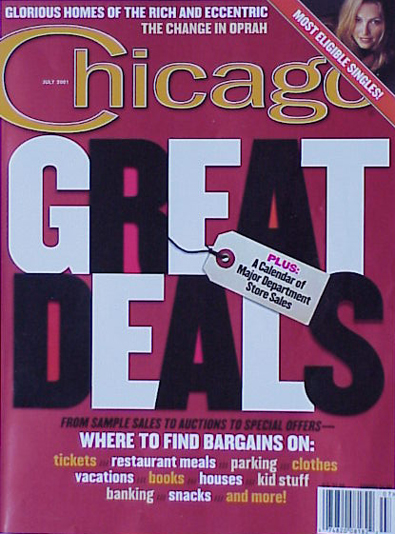 GLORIOUS HOMES OF THE RICH AND ECCENTRIC
THE CHANGE IN OPRAH
MOST ELIGIBLE SINGLES!
Chicago
JULY 2001
GREAT
DEALS
PLUS:
A Calendar of
Major Department
Store Sales
FROM SAMPLE SALES TO AUCTIONS TO SPECIAL OFFERS—
WHERE TO FIND BARGAINS ON:
tickets /// restaurant meals /// parking /// clothes
vacations /// books /// houses /// kid stuff
banking /// snacks /// and more!